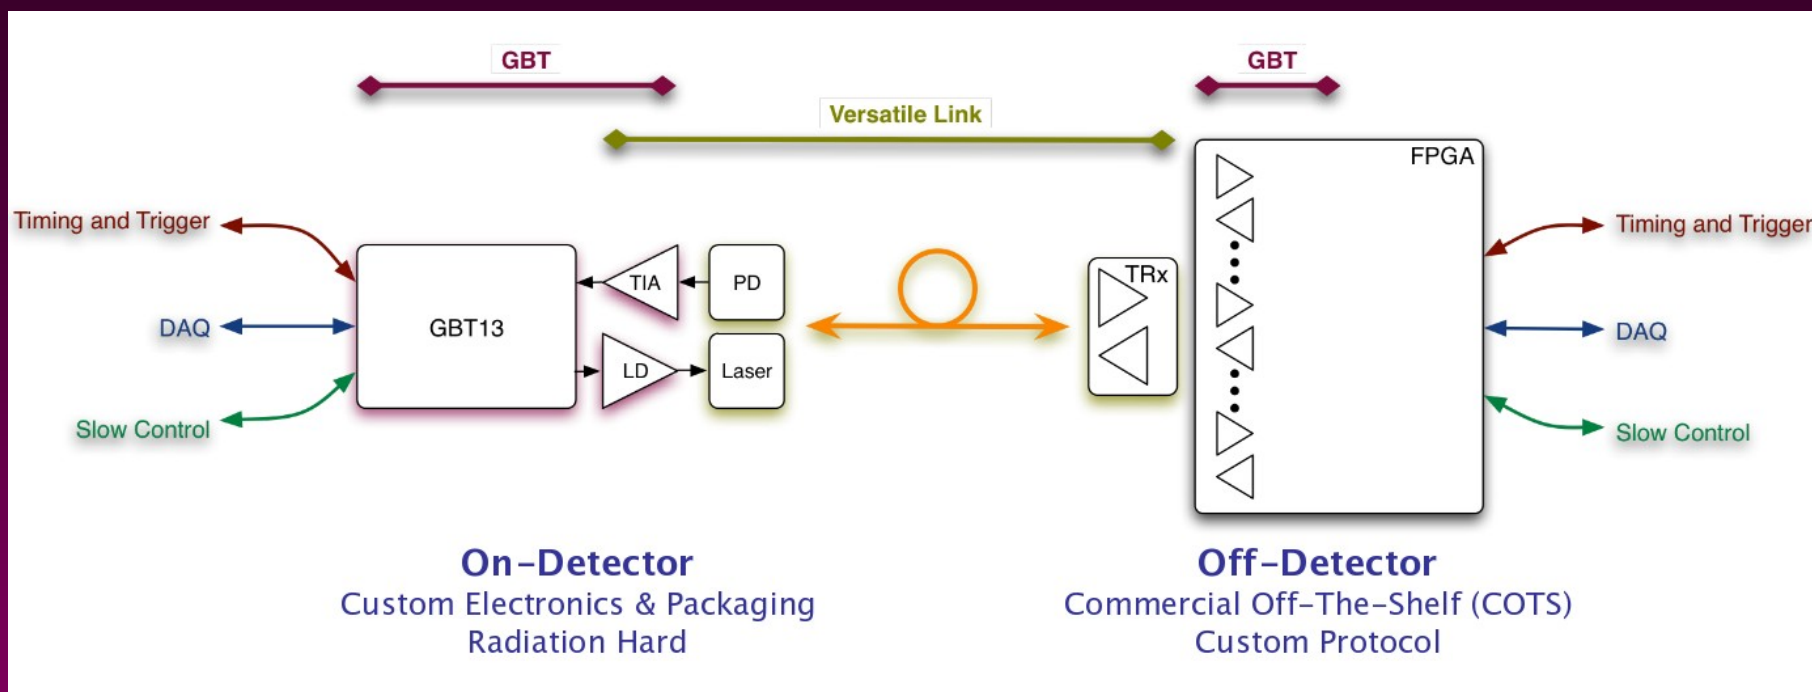 GBT
GBT
Versatile Link
FPGA
Timing and Trigger
Timing and Trigger
TIA
PD
TRx
GBT13
DAQ
DAQ
LD
Laser
Slow Control
Slow Control
On-Detector
Custom Electronics & Packaging
Radiation Hard
Off-Detector
Commercial Off-The-Shelf (COTS)
Custom Protocol